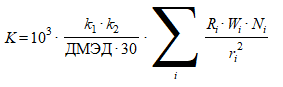 K = 10³ · (k₁ · k₂) / (ДМЭД · 30) · ∑ᵢ (Rᵢ · Wᵢ · Nᵢ) / rᵢ²